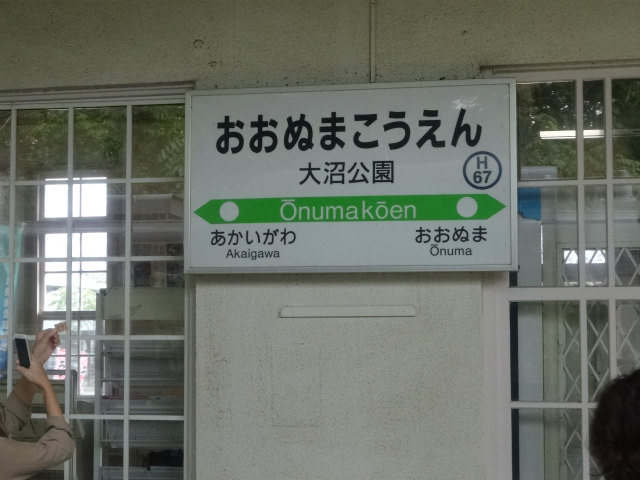 おおぬまこうえん
大沼公園
H
67
Ōnumakōen
あかいがわ
Akaigawa
おおぬま
Ōnuma